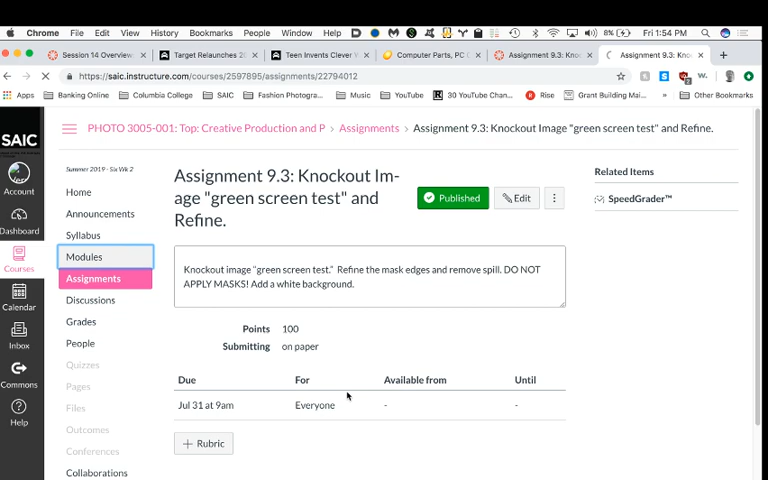 Chrome File Edit View History Bookmarks People Window Help 8% Fri 1:54 PM
Session 14 Overview: Target Relaunches 20 Teen Invents Clever W Computer Parts, PC C Assignment 9.3: Knoc Assignment 9.3: Kno
https://saic.instructure.com/courses/2597895/assignments/22794012
Apps Banking Online SAIC Fashion Photogra... Columbia College Music YouTube 30 YouTube Chan... Rise Grant Building Mai... » Other Bookmarks
SAIC
Account
Dashboard
Courses
Calendar
Inbox
Commons
Help
PHOTO 3005-001: Top: Creative Production and P > Assignments > Assignment 9.3: Knockout Image "green screen test" and Refine.
Summer 2019 - Six Wk 2
Home
Announcements
Syllabus
Modules
Assignments
Discussions
Grades
People
Quizzes
Pages
Files
Outcomes
Conferences
Collaborations
Assignment 9.3: Knockout Im-
age "green screen test" and
Refine.
Published
Edit
Knockout image "green screen test." Refine the mask edges and remove spill. DO NOT
APPLY MASKS! Add a white background.
Points 100
Submitting on paper
Due For Available from Until
Jul 31 at 9am Everyone - -
+ Rubric
Related Items
SpeedGrader™